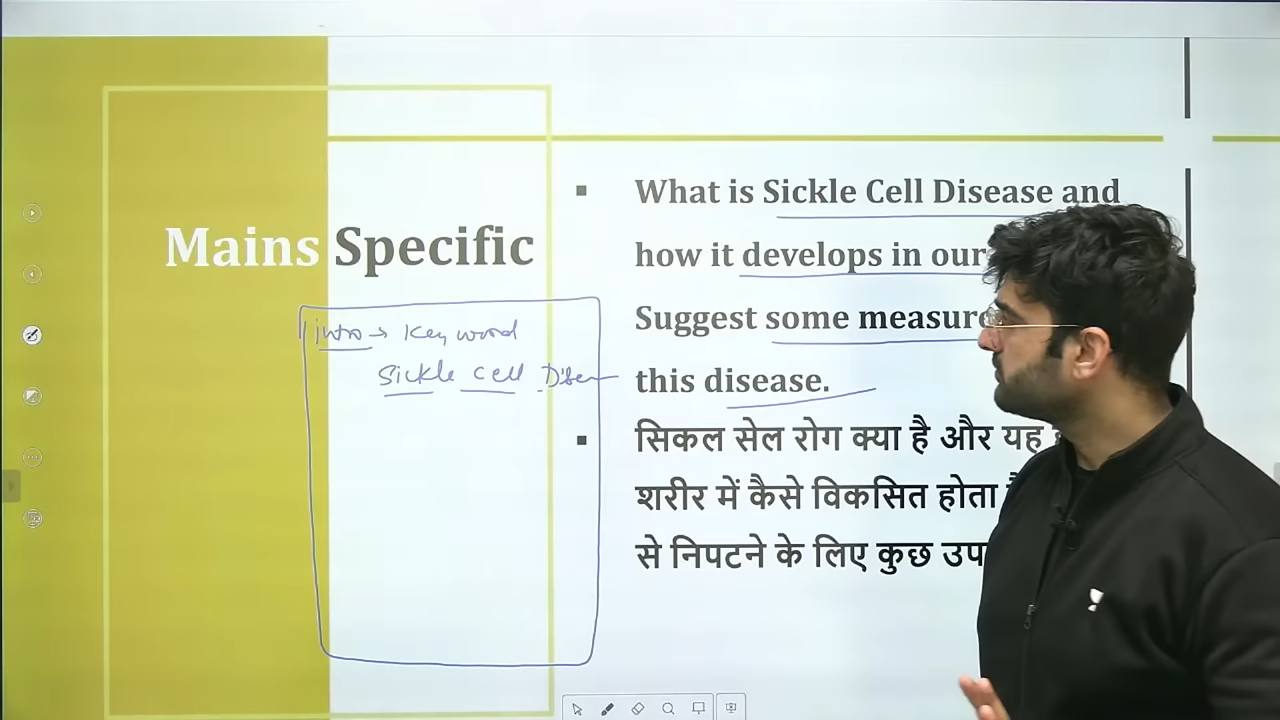 Mains Specific
intro → Key word
Sickle cell
What is Sickle Cell Disease and
how it develops in our
Suggest some measure
this disease.
सिकल सेल रोग क्या है और यह
शरीर में कैसे विकसित होता
से निपटने के लिए कुछ